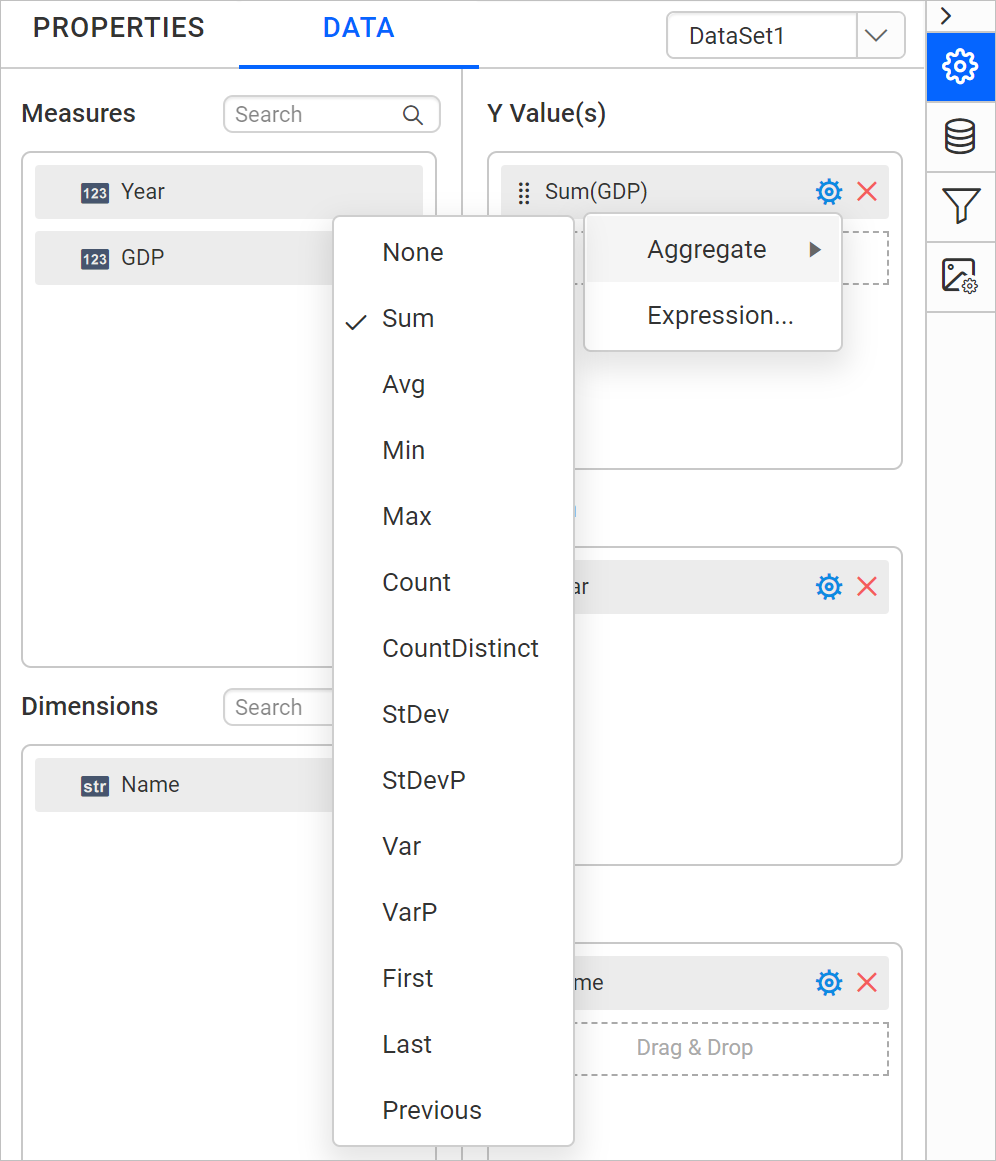 PROPERTIES
DATA
DataSet1
Measures
Search
123 Year
123 GDP
Dimensions
Search
str Name
Y Value(s)
Sum(GDP)
Aggregate
Expression...
None
Sum
Avg
Min
Max
Count
CountDistinct
StDev
StDevP
Var
VarP
First
Last
Previous
ar
me
Drag & Drop